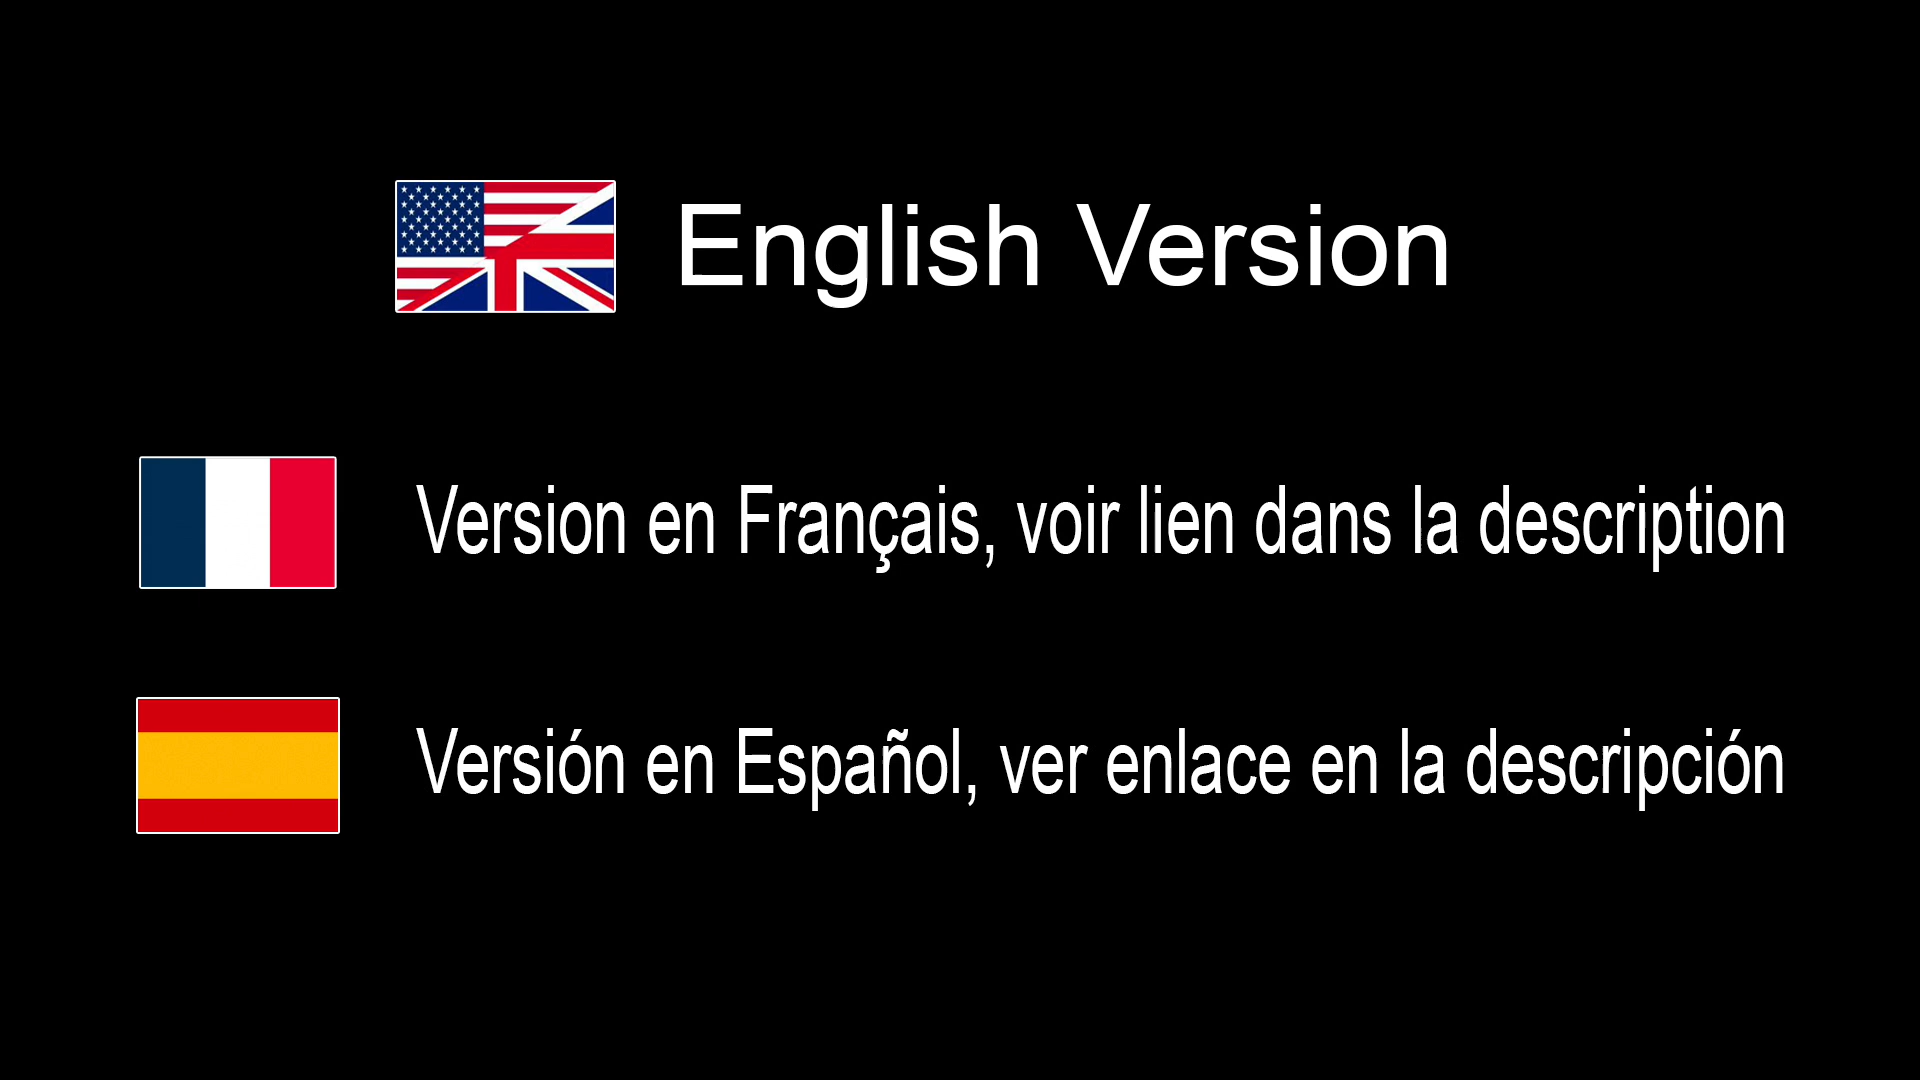 English Version
Version en Français, voir lien dans la description
Versión en Español, ver enlace en la descripción